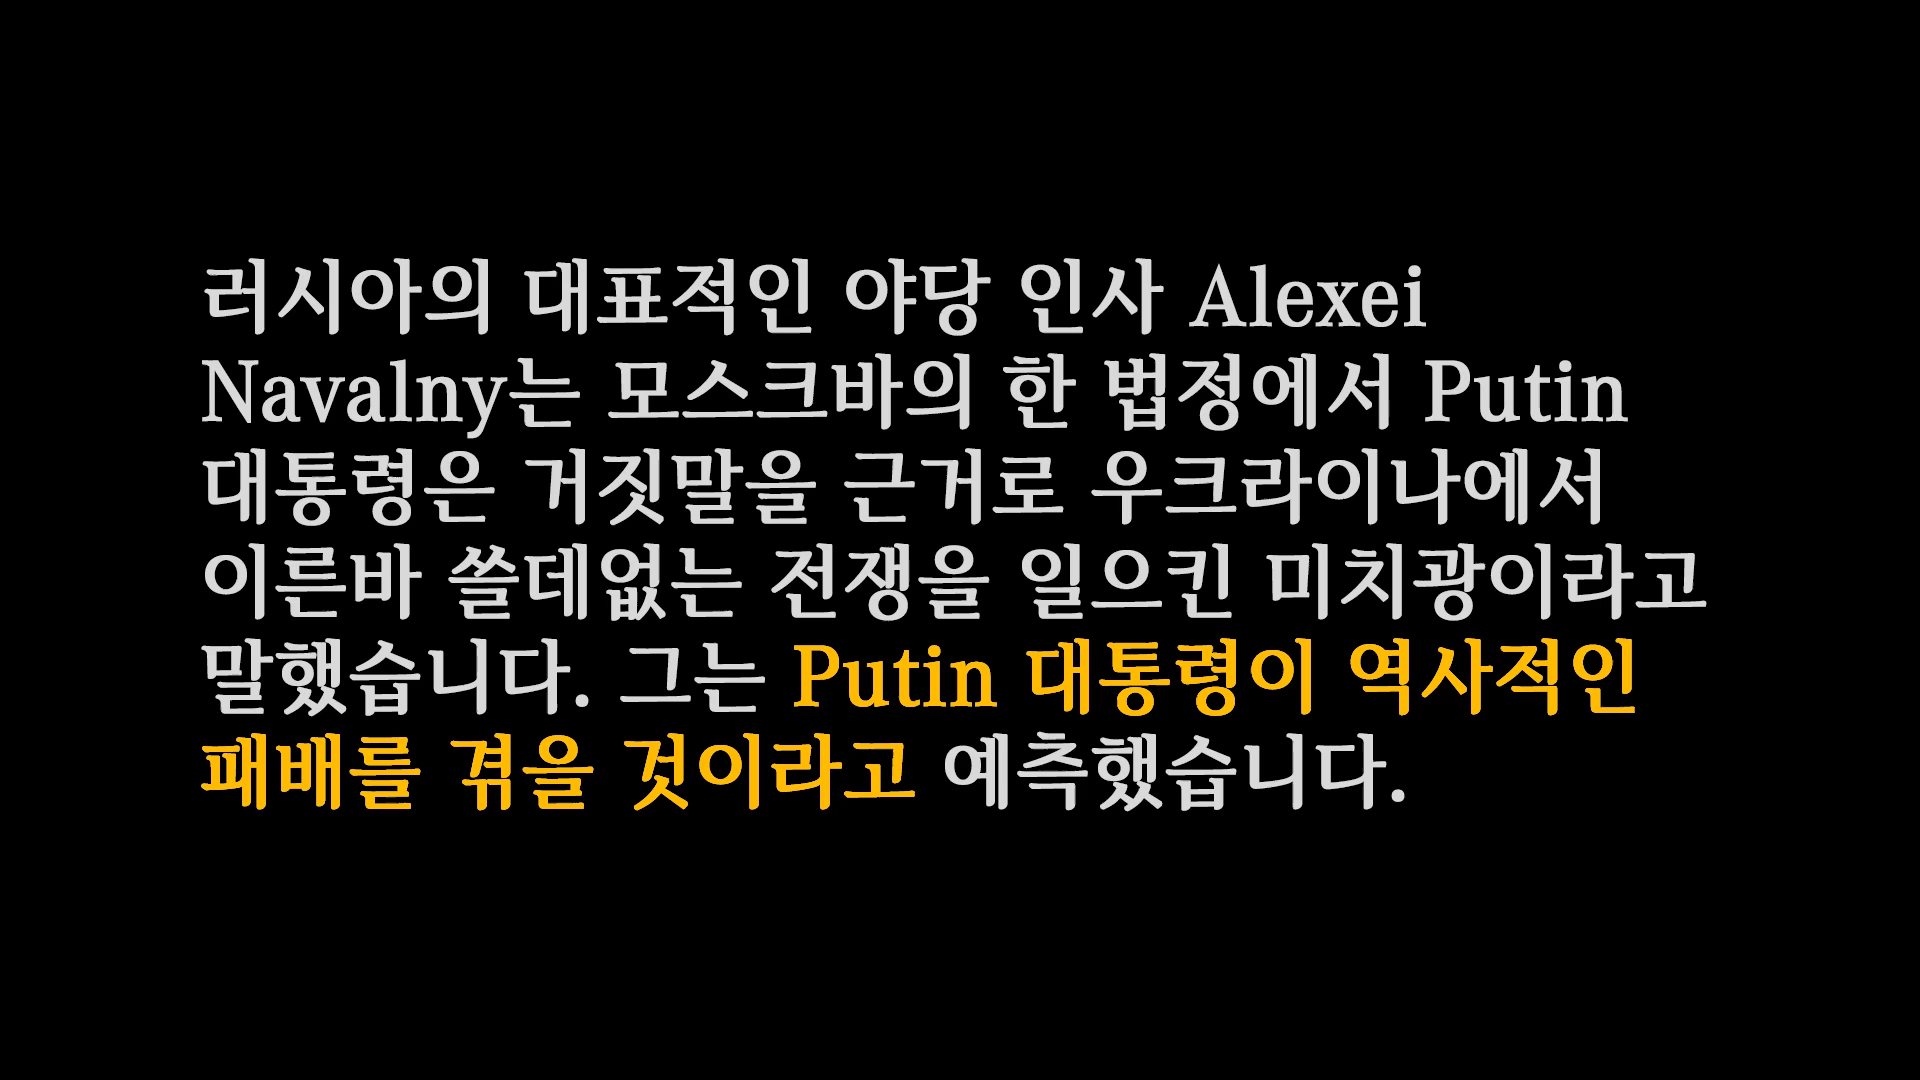 러시아의 대표적인 야당 인사 Alexei
Navalny는 모스크바의 한 법정에서 Putin
대통령은 거짓말을 근거로 우크라이나에서
이른바 쓸데없는 전쟁을 일으킨 미치광이라고
말했습니다. 그는 Putin 대통령이 역사적인
패배를 겪을 것이라고 예측했습니다.